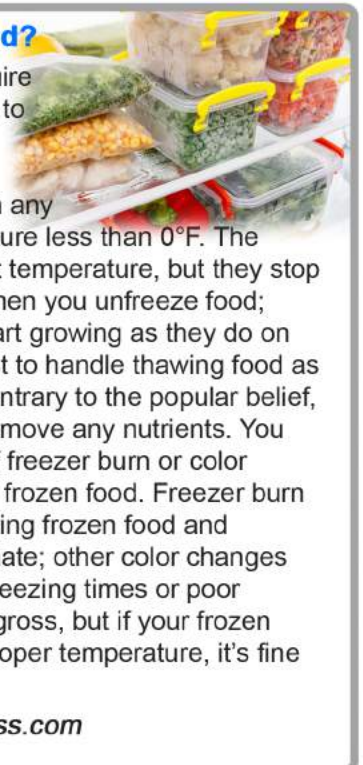 d?
ire
to
any
ure less than 0°F. The
temperature, but they stop
hen you unfreeze food;
art growing as they do on
t to handle thawing food as
ntrary to the popular belief,
move any nutrients. You
freezer burn or color
frozen food. Freezer burn
ing frozen food and
ate; other color changes
eezing times or poor
gross, but if your frozen
oper temperature, it's fine
ss.com